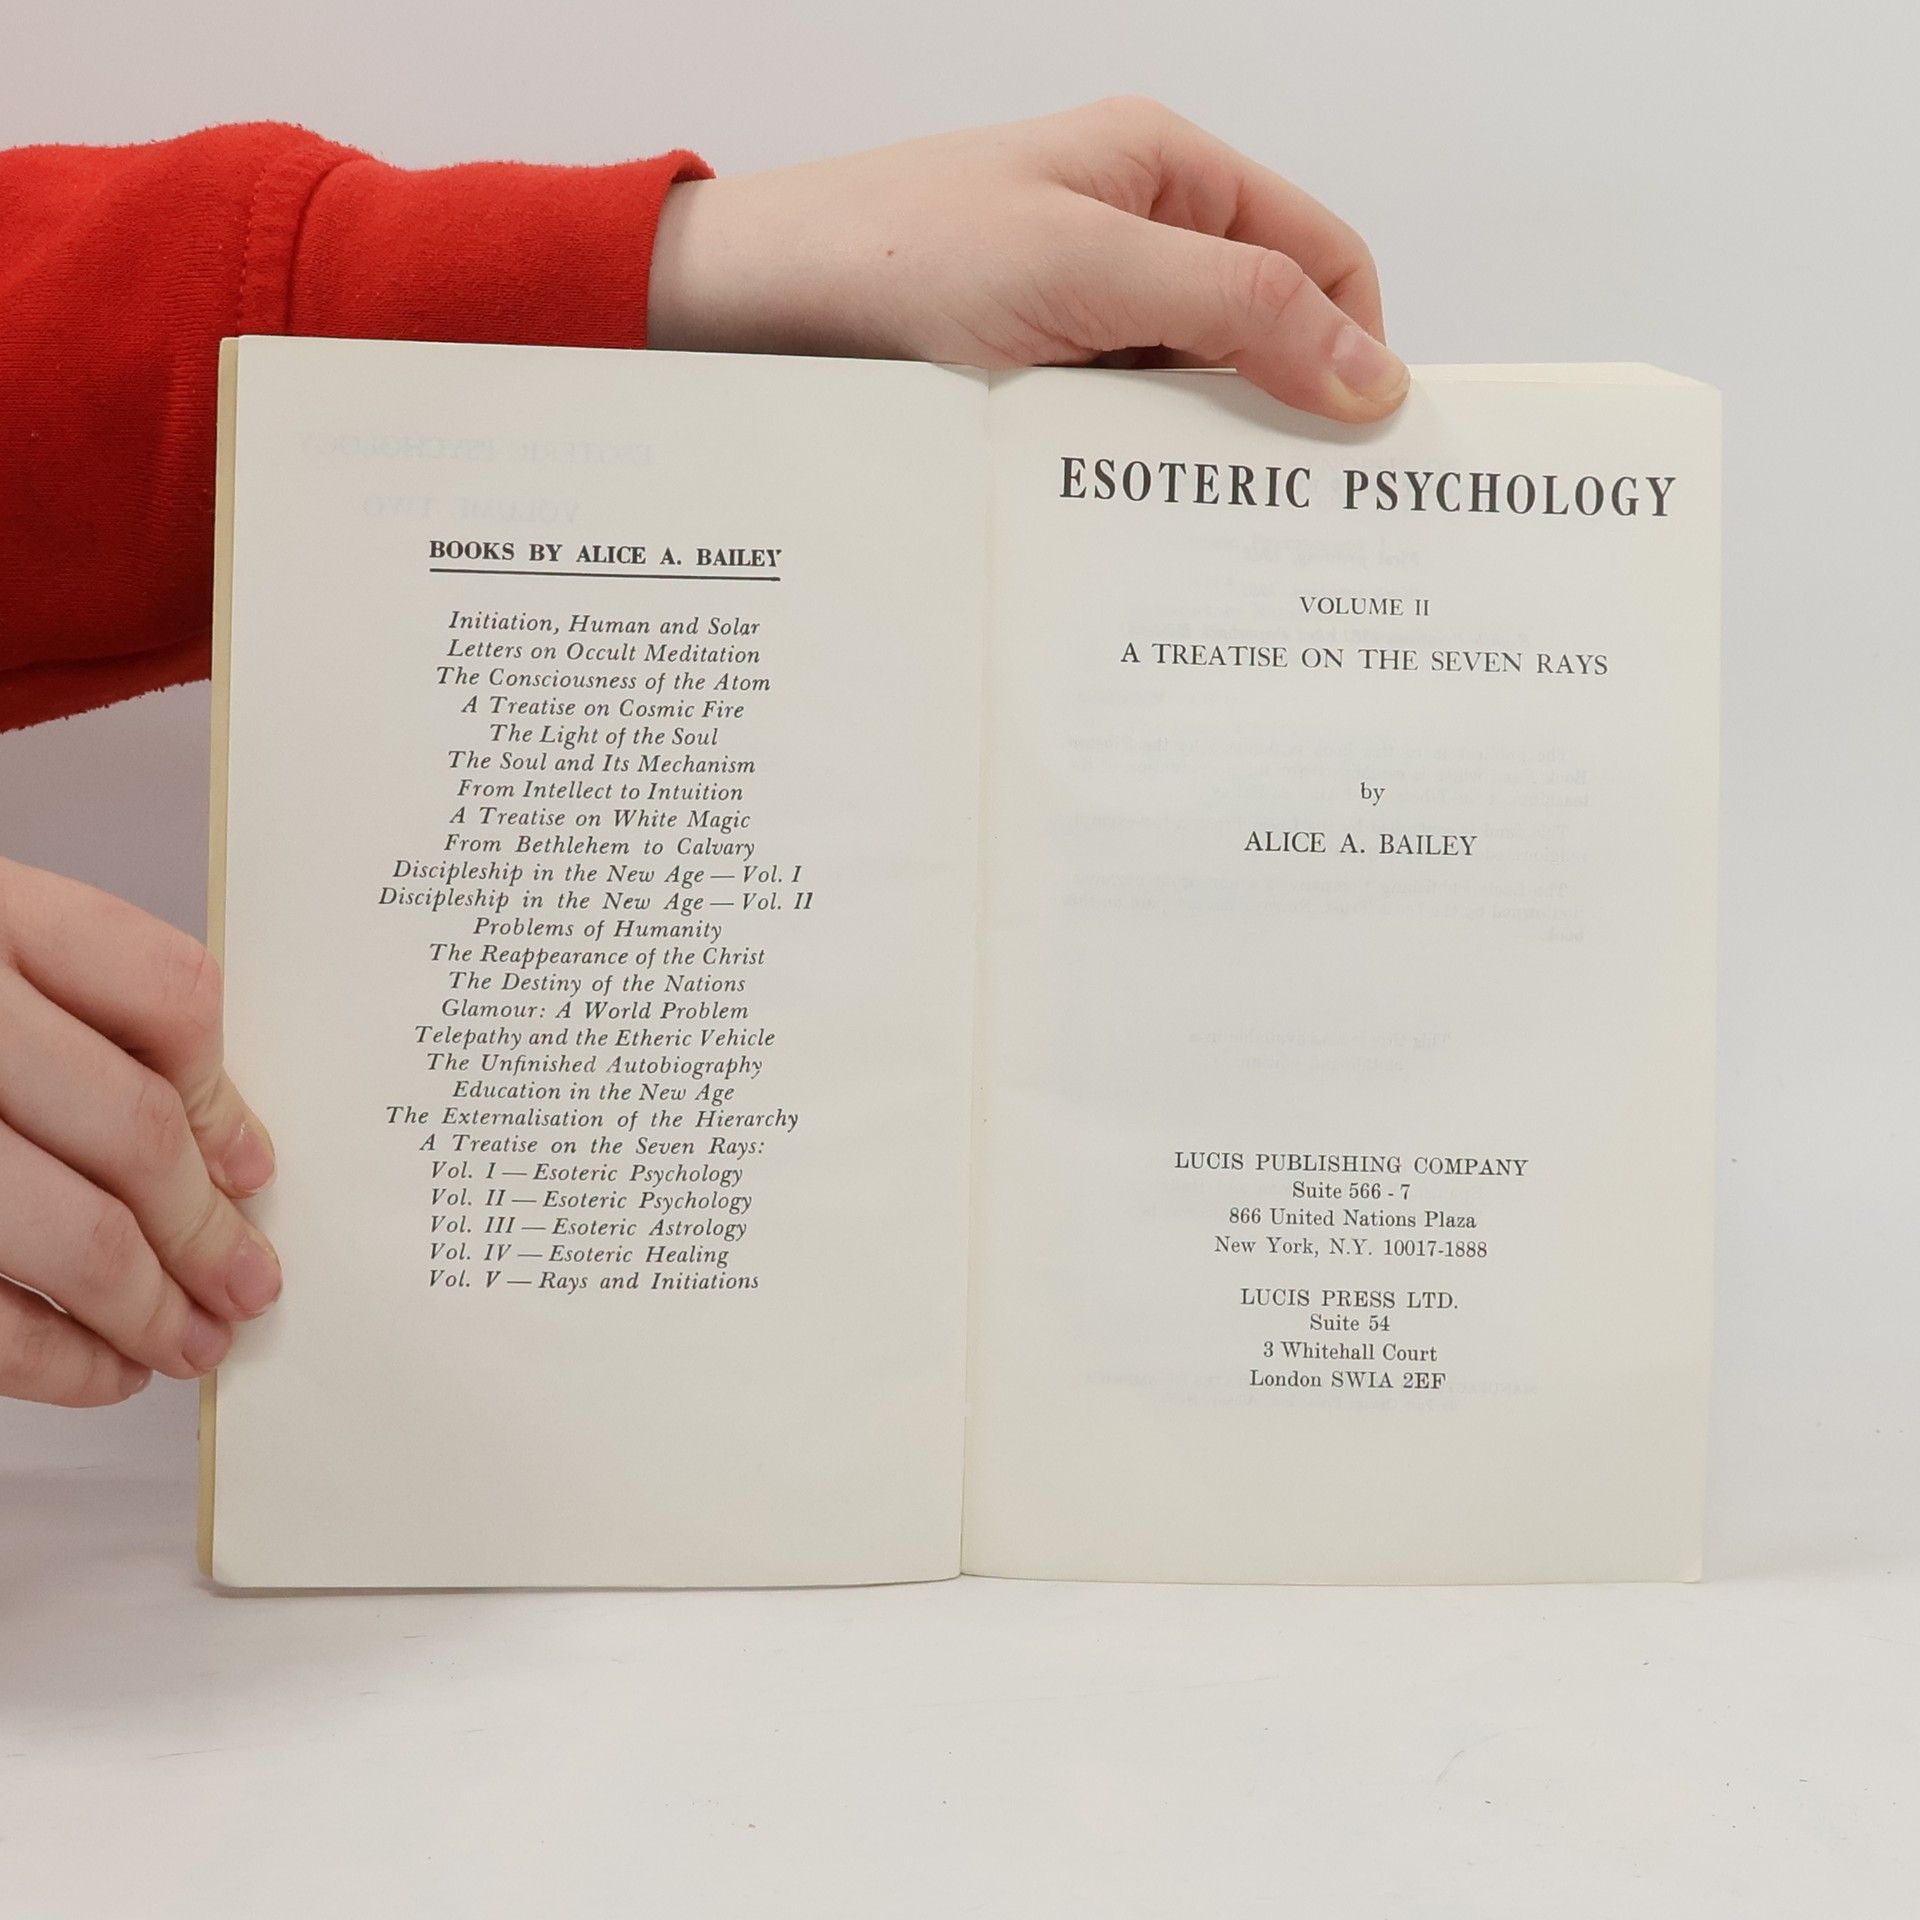 BOOKS BY ALICE A. BAILEY
Initiation, Human and Solar
Letters on Occult Meditation
The Consciousness of the Atom
A Treatise on Cosmic Fire
The Light of the Soul
The Soul and Its Mechanism
From Intellect to Intuition
A Treatise on White Magic
From Bethlehem to Calvary
Discipleship in the New Age — Vol. I
Discipleship in the New Age — Vol. II
Problems of Humanity
The Reappearance of the Christ
The Destiny of the Nations
Glamour: A World Problem
Telepathy and the Etheric Vehicle
The Unfinished Autobiography
Education in the New Age
The Externalisation of the Hierarchy
A Treatise on the Seven Rays:
Vol. I — Esoteric Psychology
Vol. II — Esoteric Psychology
Vol. III — Esoteric Astrology
Vol. IV — Esoteric Healing
Vol. V — Rays and Initiations
ESOTERIC PSYCHOLOGY
VOLUME II
A TREATISE ON THE SEVEN RAYS
by
ALICE A. BAILEY
LUCIS PUBLISHING COMPANY
Suite 566 - 7
866 United Nations Plaza
New York, N.Y. 10017-1888
LUCIS PRESS LTD.
Suite 54
3 Whitehall Court
London SWIA 2EF